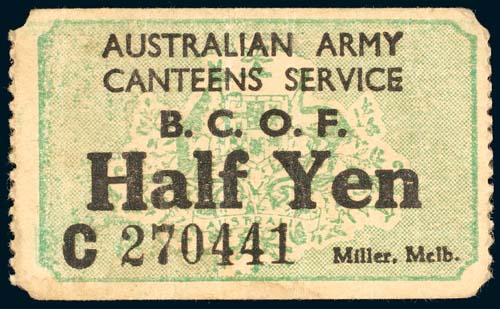 AUSTRALIAN ARMY
CANTEENS SERVICE
B. C. O. F.
Half Yen
C 270441 Miller, Melb.